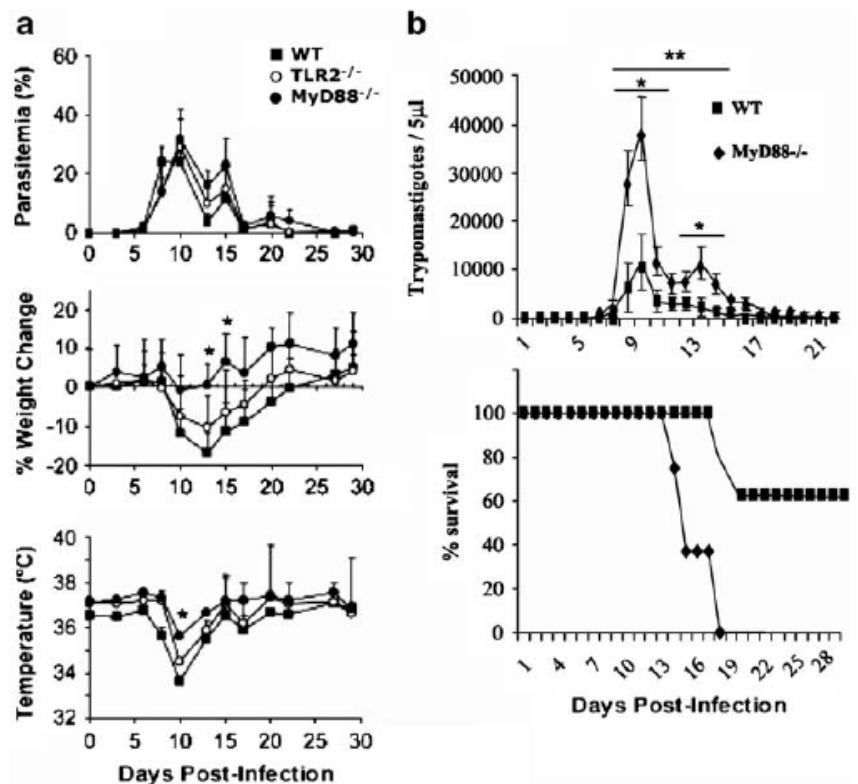 a
WT
TLR2-/-
MyD88-/-
Parasitemia (%)
60
40
20
0
0 5 10 15 20 25 30
% Weight Change
20
10
0
-10
-20
0 5 10 15 20 25 30
Temperature (°C)
40
38
36
34
32
0 5 10 15 20 25 30
Days Post-Infection
b
**
*
*
WT
MyD88-/-
Trypomastigotes / 5µl
50000
40000
30000
20000
10000
0
1 5 9 13 17 21
% survival
100
80
60
40
20
0
1 4 7 10 13 16 19 22 25 28
Days Post-Infection